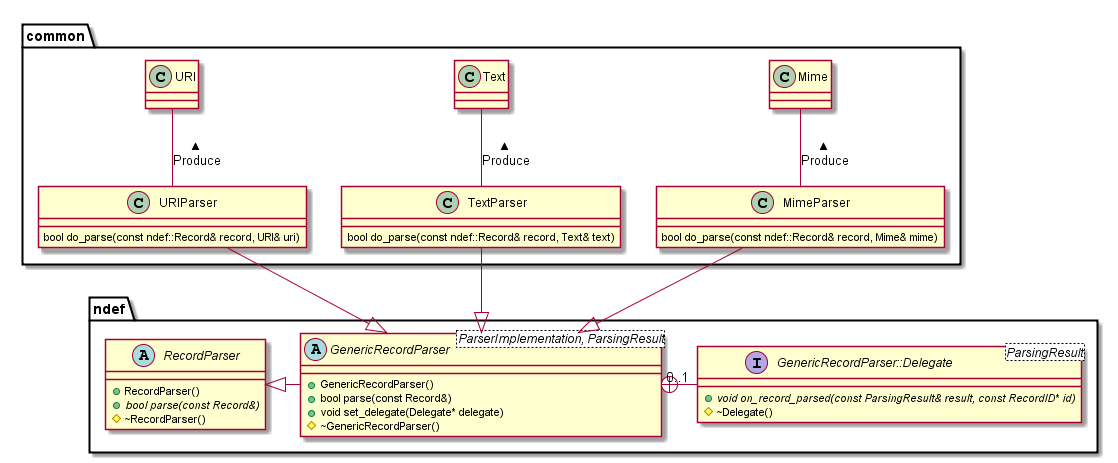 common
C URI
C Text
C Mime
▲
Produce
▲
Produce
▲
Produce
C URIParser
bool do_parse(const ndef::Record& record, URI& uri)
C TextParser
bool do_parse(const ndef::Record& record, Text& text)
C MimeParser
bool do_parse(const ndef::Record& record, Mime& mime)
ndef
A RecordParser
RecordParser()
bool parse(const Record&)
~RecordParser()
A GenericRecordParser
ParserImplementation, ParsingResult
GenericRecordParser()
bool parse(const Record&)
void set_delegate(Delegate* delegate)
~GenericRecordParser()
0..1
I GenericRecordParser::Delegate
ParsingResult
void on_record_parsed(const ParsingResult& result, const RecordID* id)
~Delegate()